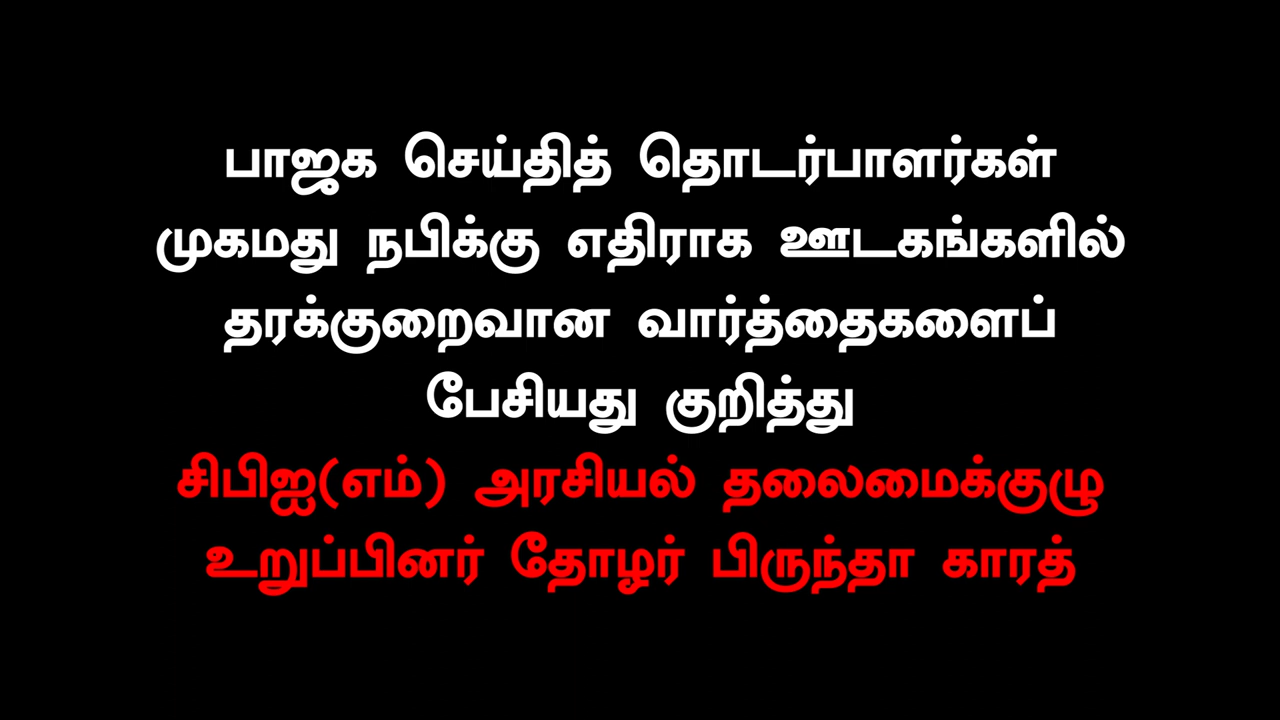 பாஜக செய்தித் தொடர்பாளர்கள்
முகமது நபிக்கு எதிராக ஊடகங்களில்
தரக்குறைவான வார்த்தைகளைப்
பேசியது குறித்து
சிபிஐ(எம்) அரசியல் தலைமைக்குழு
உறுப்பினர் தோழர் பிருந்தா காரத்